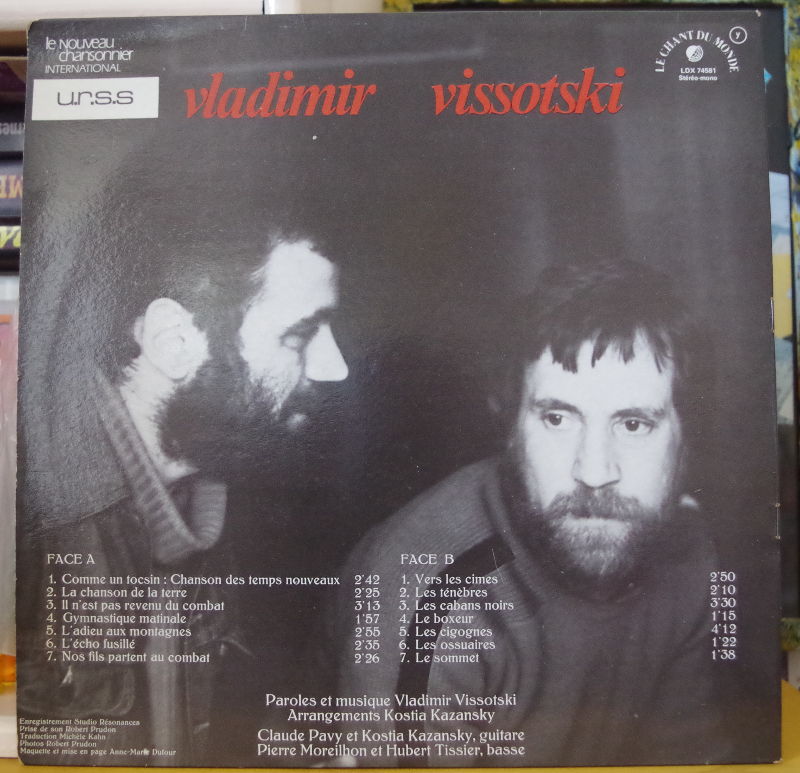 le Nouveau
chansonnier
INTERNATIONAL
u.r.s.s
vladimir vissotski
LE CHANT DU MONDE
LDX 74581
Stéréo-mono
FACE A
1. Comme un tocsin : Chanson des temps nouveaux 2'42
2. La chanson de la terre 2'25
3. Il n'est pas revenu du combat 3'13
4. Gymnastique matinale 1'57
5. L'adieu aux montagnes 2'55
6. L'écho fusillé 2'35
7. Nos fils partent au combat 2'26
FACE B
1. Vers les cimes 2'50
2. Les ténèbres 2'10
3. Les cabans noirs 3'30
4. Le boxeur 1'15
5. Les cigognes 4'12
6. Les ossuaires 1'22
7. Le sommet 1'38
Paroles et musique Vladimir Vissotski
Arrangements Kostia Kazansky
Claude Pavy et Kostia Kazansky, guitare
Pierre Moreilhon et Hubert Tissier, basse
Enregistrement Studio Résonances
Prise de son Robert Prudon
Traduction Michèle Kahn
Photos Robert Prudon
Maquette et mise en page Anne-Marie Dufour